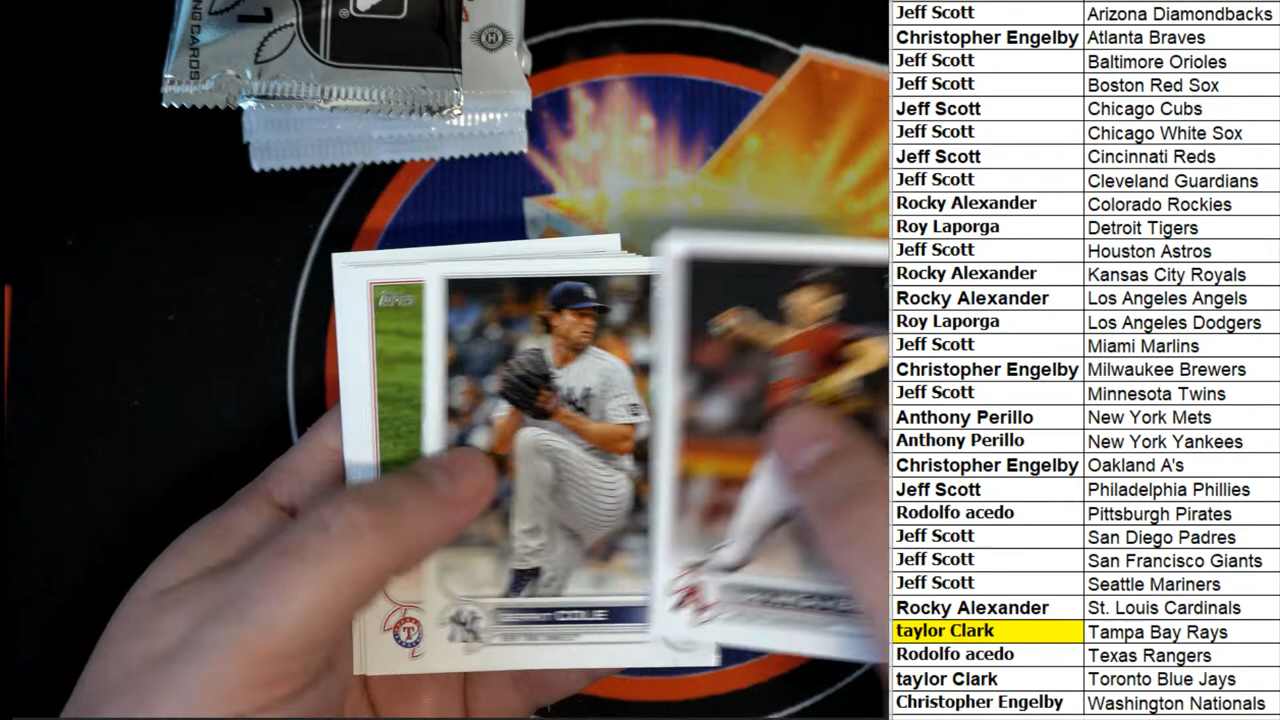 NG CARDS
1
Topps
COLE
T
Jeff Scott Arizona Diamondbacks
Christopher Engelby Atlanta Braves
Jeff Scott Baltimore Orioles
Jeff Scott Boston Red Sox
Jeff Scott Chicago Cubs
Jeff Scott Chicago White Sox
Jeff Scott Cincinnati Reds
Jeff Scott Cleveland Guardians
Rocky Alexander Colorado Rockies
Roy Laporga Detroit Tigers
Jeff Scott Houston Astros
Rocky Alexander Kansas City Royals
Rocky Alexander Los Angeles Angels
Roy Laporga Los Angeles Dodgers
Jeff Scott Miami Marlins
Christopher Engelby Milwaukee Brewers
Jeff Scott Minnesota Twins
Anthony Perillo New York Mets
Anthony Perillo New York Yankees
Christopher Engelby Oakland A's
Jeff Scott Philadelphia Phillies
Rodolfo acedo Pittsburgh Pirates
Jeff Scott San Diego Padres
Jeff Scott San Francisco Giants
Jeff Scott Seattle Mariners
Rocky Alexander St. Louis Cardinals
taylor Clark Tampa Bay Rays
Rodolfo acedo Texas Rangers
taylor Clark Toronto Blue Jays
Christopher Engelby Washington Nationals